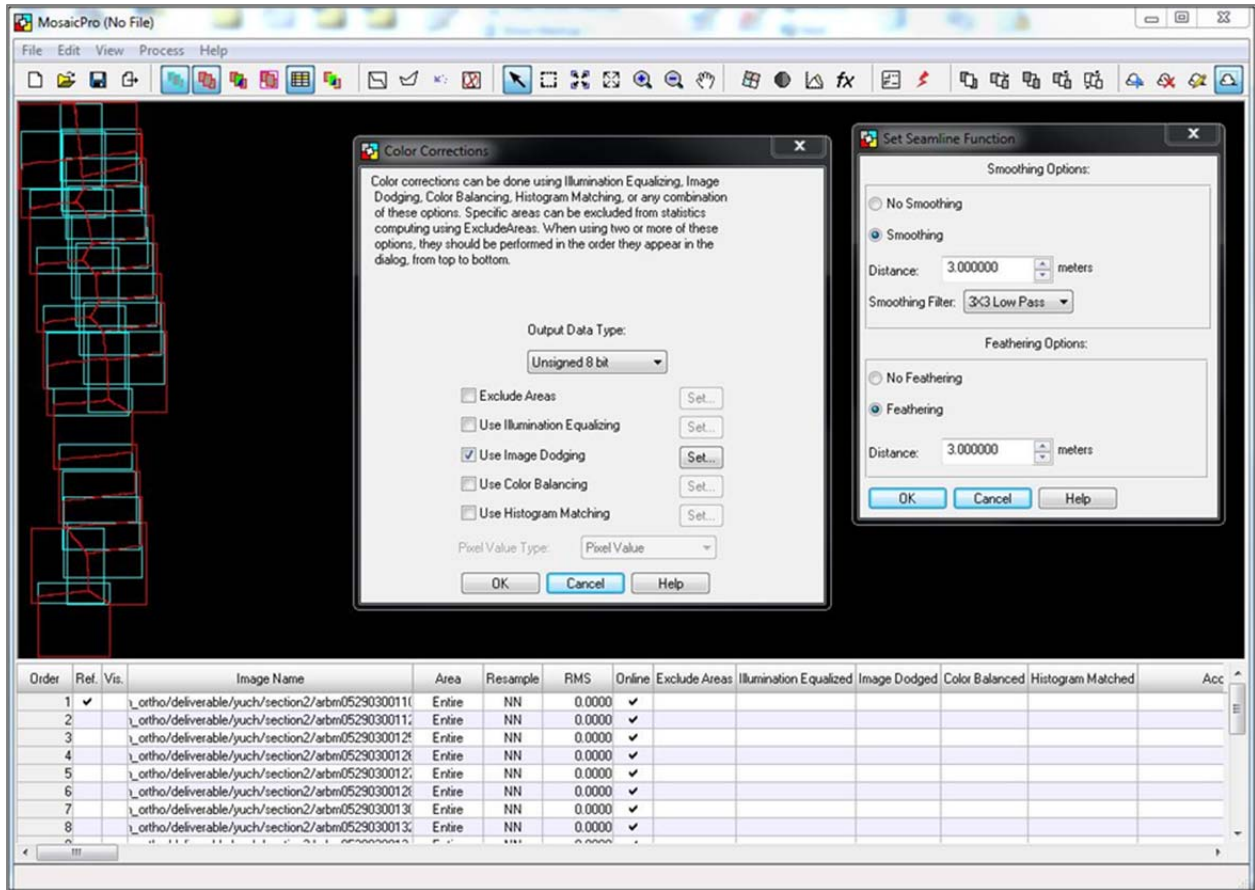 MosaicPro (No File)
File Edit View Process Help
fx
Color Corrections
Color corrections can be done using Illumination Equalizing, Image
Dodging, Color Balancing, Histogram Matching, or any combination
of these options. Specific areas can be excluded from statistics
computing using ExcludeAreas. When using two or more of these
options, they should be performed in the order they appear in the
dialog, from top to bottom.
Output Data Type:
Unsigned 8 bit
Exclude Areas Set...
Use Illumination Equalizing Set...
Use Image Dodging Set...
Use Color Balancing Set...
Use Histogram Matching Set...
Pixel Value Type: Pixel Value
OK Cancel Help
Set Seamline Function
Smoothing Options:
No Smoothing
Smoothing
Distance: 3.000000 meters
Smoothing Filter: 3X3 Low Pass
Feathering Options:
No Feathering
Feathering
Distance: 3.000000 meters
OK Cancel Help
Order Ref. Vis. Image Name Area Resample RMS Online Exclude Areas Illumination Equalized Image Dodged Color Balanced Histogram Matched Acc
1 _ortho/deliverable/yuch/section2/arbm0529030011 Entire NN 0.0000
2 _ortho/deliverable/yuch/section2/arbm0529030011 Entire NN 0.0000
3 _ortho/deliverable/yuch/section2/arbm0529030012 Entire NN 0.0000
4 _ortho/deliverable/yuch/section2/arbm0529030012 Entire NN 0.0000
5 _ortho/deliverable/yuch/section2/arbm0529030012 Entire NN 0.0000
6 _ortho/deliverable/yuch/section2/arbm0529030012 Entire NN 0.0000
7 _ortho/deliverable/yuch/section2/arbm0529030013 Entire NN 0.0000
8 _ortho/deliverable/yuch/section2/arbm0529030013 Entire NN 0.0000